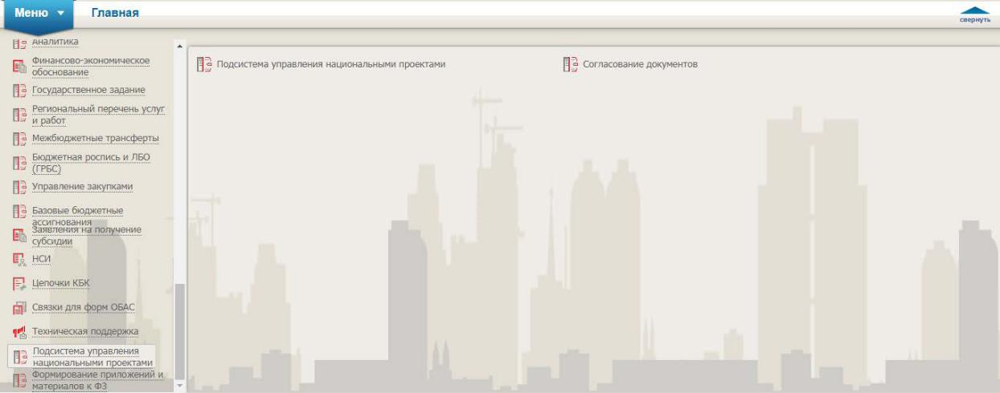 Меню
Главная
свернуть
Аналитика
Финансово-экономическое
обоснование
Государственное задание
Региональный перечень услуг
и работ
Межбюджетные трансферты
Бюджетная роспись и ЛБО
(ГРБС)
Управление закупками
Базовые бюджетные
ассигнования
Заявления на получение
субсидии
НСИ
Цепочки КБК
Связки для форм ОБАС
Техническая поддержка
Подсистема управления
национальными проектами
Формирование приложений и
материалов к ФЗ
Подсистема управления национальными проектами
Согласование документов